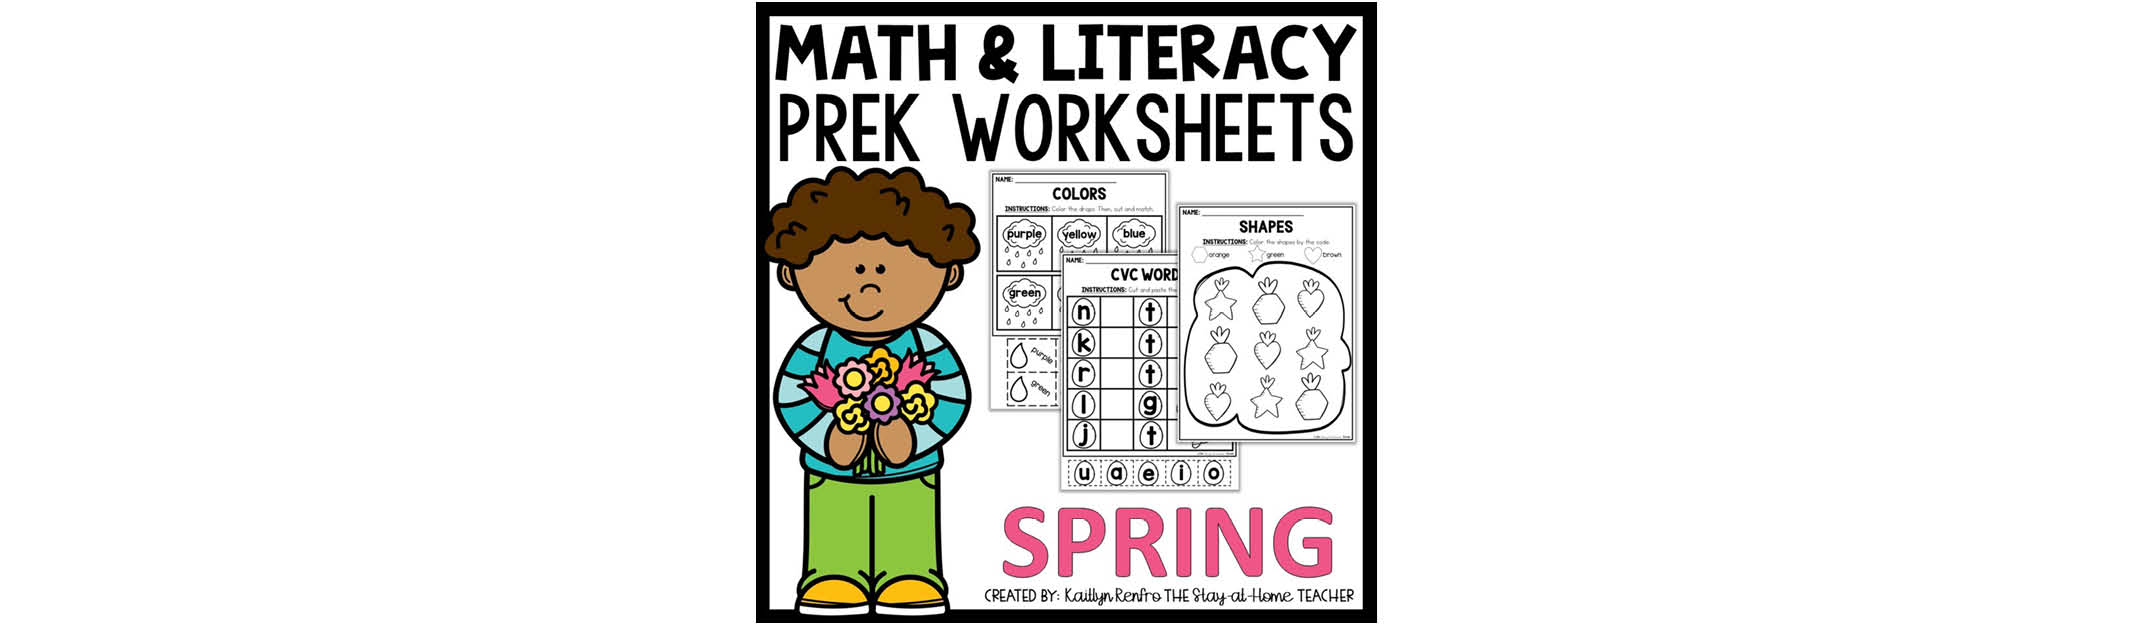 MATH & LITERACY
PREK WORKSHEETS
NAME:
COLORS
INSTRUCTIONS: Color the drops. Then, cut and match.
purple yellow blue
green
purple
green
NAME:
CVC WORD
INSTRUCTIONS: Cut and paste the
n t
k t
r t
l g
j t
u a e i o
NAME:
SHAPES
INSTRUCTIONS: Color the shapes by the code.
orange green brown
SPRING
CREATED BY: Kaitlyn Renfro THE Stay-at-Home TEACHER